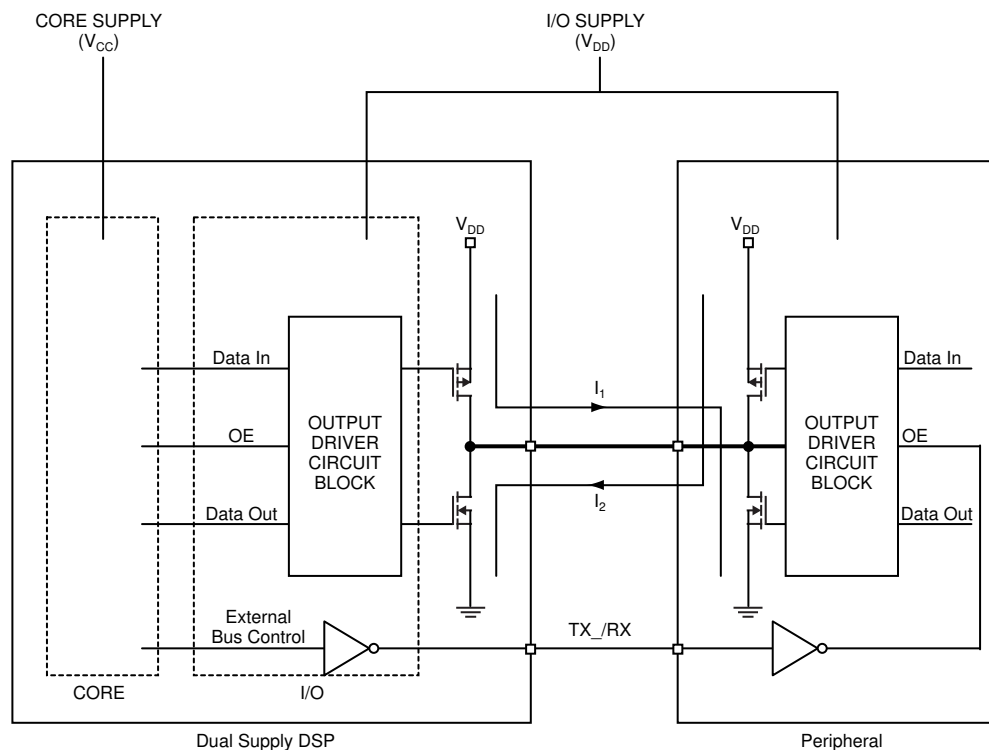 CORE SUPPLY
(VCC)
I/O SUPPLY
(VDD)
VDD
VDD
Data In
OE
Data Out
OUTPUT
DRIVER
CIRCUIT
BLOCK
I1
I2
OUTPUT
DRIVER
CIRCUIT
BLOCK
Data In
OE
Data Out
External
Bus Control
TX_/RX
CORE
I/O
Dual Supply DSP
Peripheral